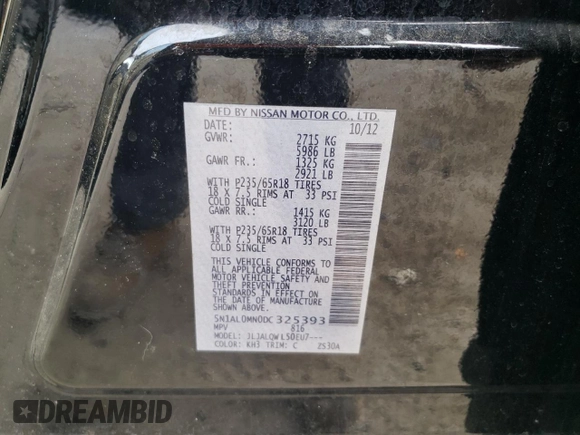 MFD BY NISSAN MOTOR CO., LTD.
DATE: 10/12
GVWR: 2715 KG
5986 LB
GAWR FR.: 1325 KG
2921 LB
WITH P235/65R18 TIRES
18 X 7.5 RIMS AT 33 PSI
COLD SINGLE
GAWR RR.: 1415 KG
3120 LB
WITH P235/65R18 TIRES
18 X 7.5 RIMS AT 33 PSI
COLD SINGLE
THIS VEHICLE CONFORMS TO
ALL APPLICABLE FEDERAL
MOTOR VEHICLE SAFETY AND
THEFT PREVENTION
STANDARDS IN EFFECT ON
THE DATE OF MANUFACTURE
SHOWN ABOVE.
5N1AL0MN0DC325393
MPV 816
MODEL: JLJALQWL50EU7---
COLOR: KH3 TRIM: C ZS30A
DREAMBID